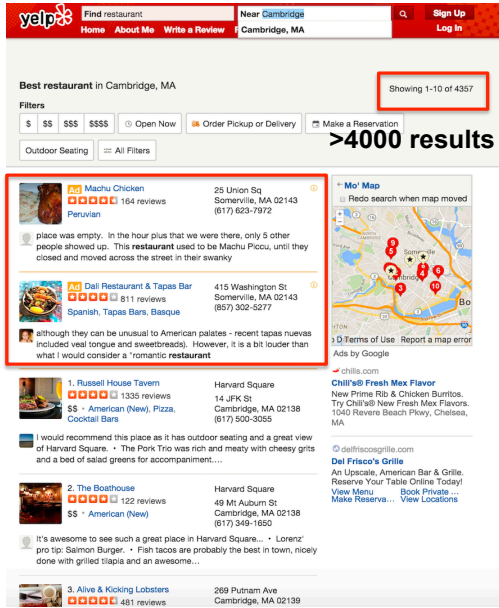 yelp
Find restaurant
Near Cambridge
Sign Up
Home About Me Write a Review F
Cambridge, MA
Log In
Best restaurant in Cambridge, MA
Showing 1-10 of 4357
Filters
$ $$ $$$ $$$$ Open Now Order Pickup or Delivery Make a Reservation
>4000 results
Outdoor Seating All Filters
Ad Machu Chicken
164 reviews
Peruvian
25 Union Sq
Somerville, MA 02143
(617) 623-7972
place was empty. In the hour plus that we were there, only 5 other
people showed up. This restaurant used to be Machu Piccu, until they
closed and moved across the street in their swanky
Ad Dali Restaurant & Tapas Bar
811 reviews
Spanish, Tapas Bars, Basque
415 Washington St
Somerville, MA 02143
(857) 302-5277
although they can be unusual to American palates - recent tapas nuevas
included veal tongue and sweetbreads). However, it is a bit louder than
what I would consider a "romantic restaurant
1. Russell House Tavern
1335 reviews
$$ • American (New), Pizza,
Cocktail Bars
Harvard Square
14 JFK St
Cambridge, MA 02138
(617) 500-3055
I would recommend this place as it has outdoor seating and a great view
of Harvard Square. • The Pork Trio was rich and meaty with cheesy grits
and a bed of salad greens for accompaniment....
2. The Boathouse
122 reviews
$$ • American (New)
Harvard Square
49 Mt Auburn St
Cambridge, MA 02138
(617) 349-1650
It's awesome to see such a great place in Harvard Square... • Lorenz'
pro tip: Salmon Burger. • Fish tacos are probably the best in town, nicely
done with grilled tilapia and an awesome...
3. Alive & Kicking Lobsters
481 reviews
269 Putnam Ave
Cambridge, MA 02139
Mo' Map
Redo search when map moved
Somerville
Cambridge
Bo
9
5
8
4
6
3
10
Terms of Use Report a map error
Ads by Google
chilis.com
Chili's® Fresh Mex Flavor
New Prime Rib & Chicken Burritos.
Try Chili's® New Fresh Mex Flavors.
1040 Revere Beach Pkwy, Chelsea,
MA
delfriscosgrille.com
Del Frisco's Grille
An Upscale, American Bar & Grille.
Reserve Your Table Online Today!
View Menu Book Private ...
Make Reserva... View Locations